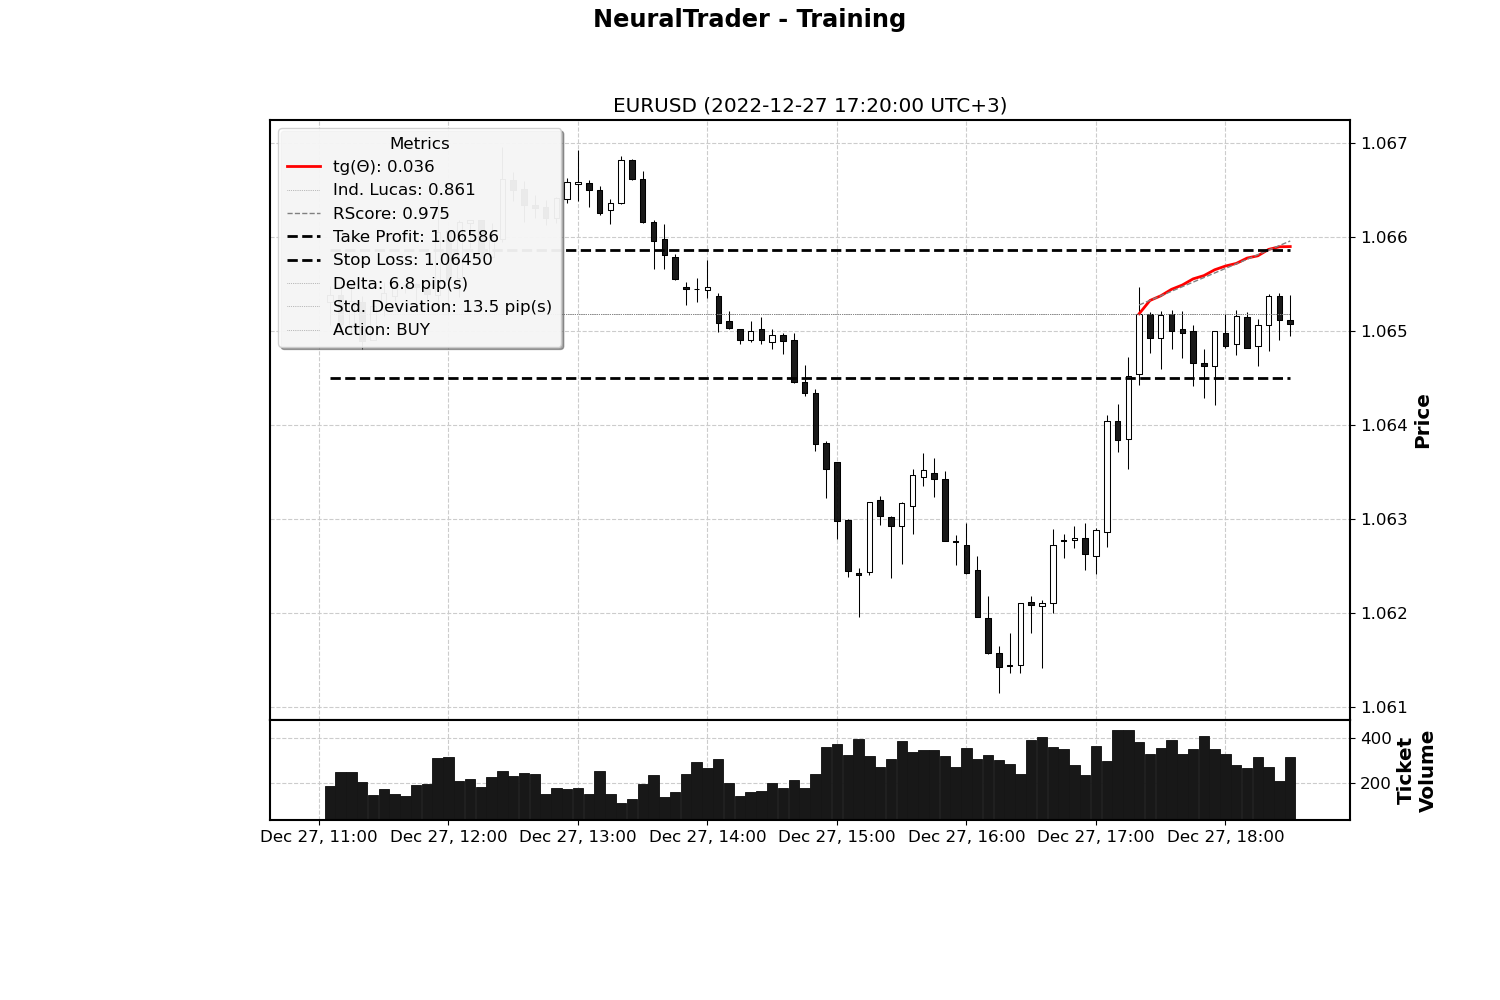 NeuralTrader - Training
EURUSD (2022-12-27 17:20:00 UTC+3)
Metrics
tg(Θ): 0.036
Ind. Lucas: 0.861
RScore: 0.975
Take Profit: 1.06586
Stop Loss: 1.06450
Delta: 6.8 pip(s)
Std. Deviation: 13.5 pip(s)
Action: BUY
1.067
1.066
1.065
1.064
1.063
1.062
1.061
Price
400
200
Ticket
Volume
Dec 27, 11:00
Dec 27, 12:00
Dec 27, 13:00
Dec 27, 14:00
Dec 27, 15:00
Dec 27, 16:00
Dec 27, 17:00
Dec 27, 18:00